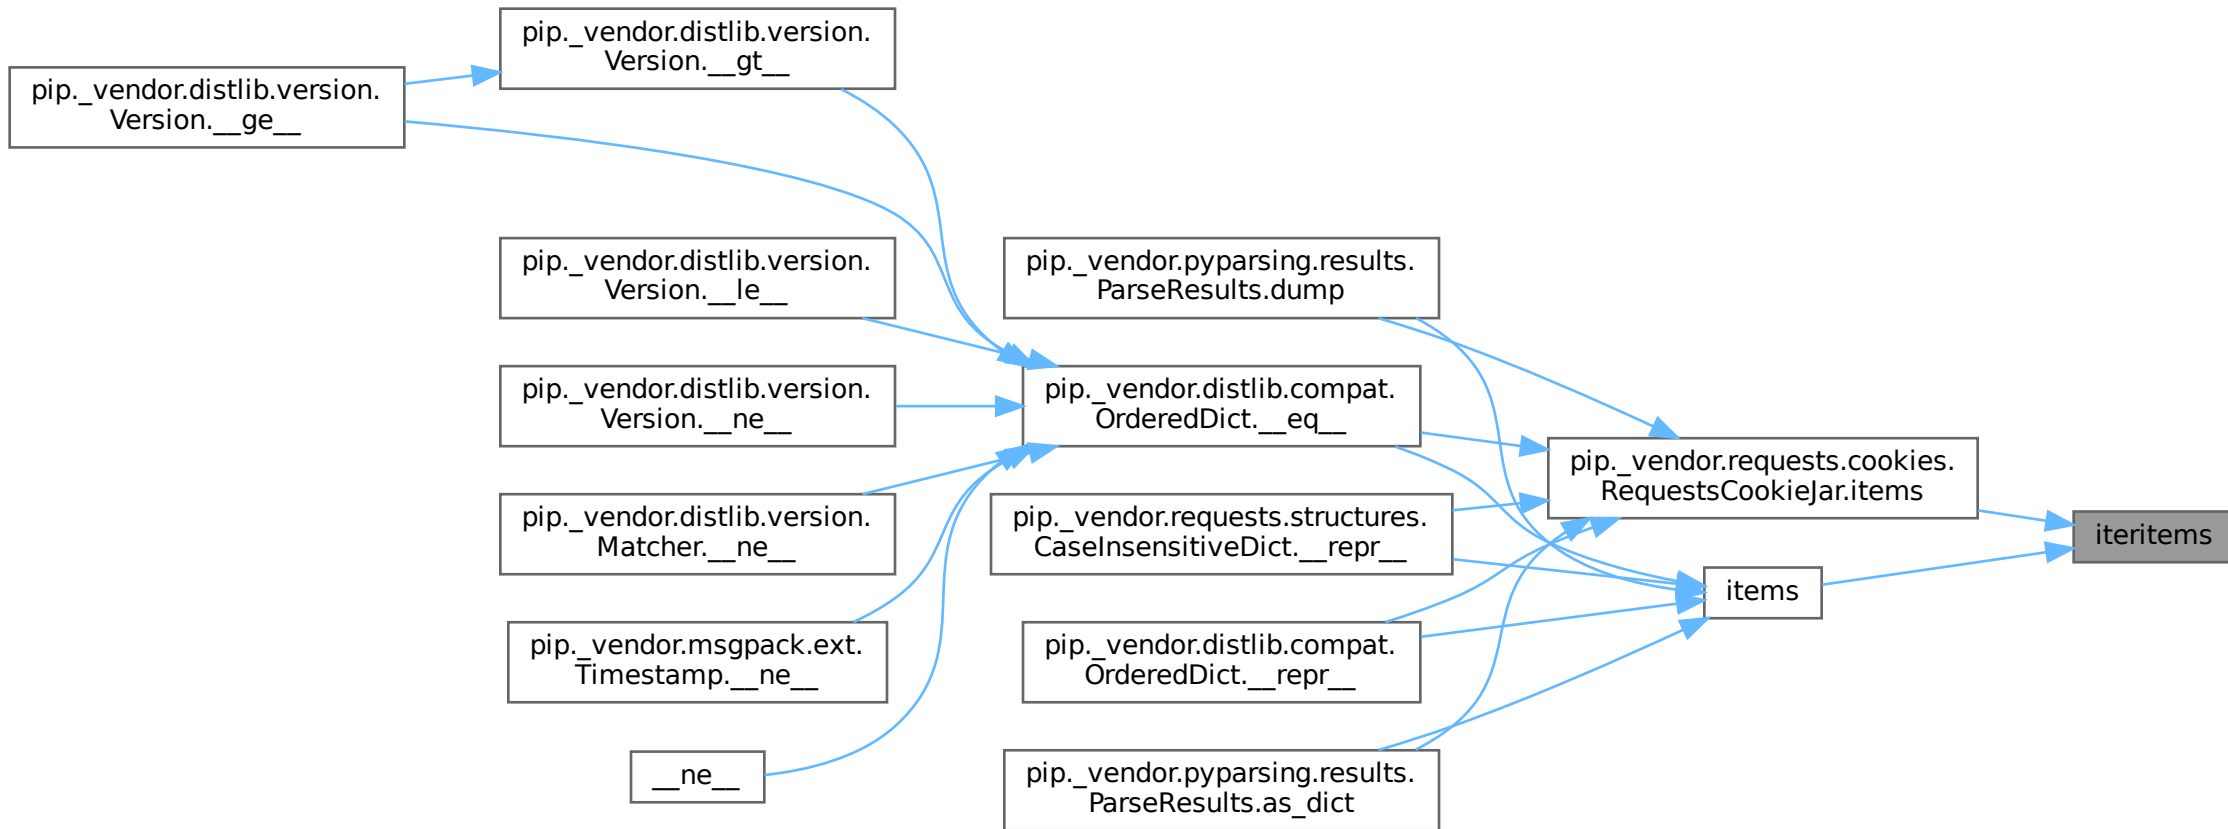 pip._vendor.distlib.version.
Version.__gt__
pip._vendor.distlib.version.
Version.__ge__
pip._vendor.distlib.version.
Version.__le__
pip._vendor.pyparsing.results.
ParseResults.dump
pip._vendor.distlib.version.
Version.__ne__
pip._vendor.distlib.compat.
OrderedDict.__eq__
pip._vendor.requests.cookies.
RequestsCookieJar.items
pip._vendor.distlib.version.
Matcher.__ne__
pip._vendor.requests.structures.
CaseInsensitiveDict.__repr__
iteritems
items
pip._vendor.msgpack.ext.
Timestamp.__ne__
pip._vendor.distlib.compat.
OrderedDict.__repr__
__ne__
pip._vendor.pyparsing.results.
ParseResults.as_dict